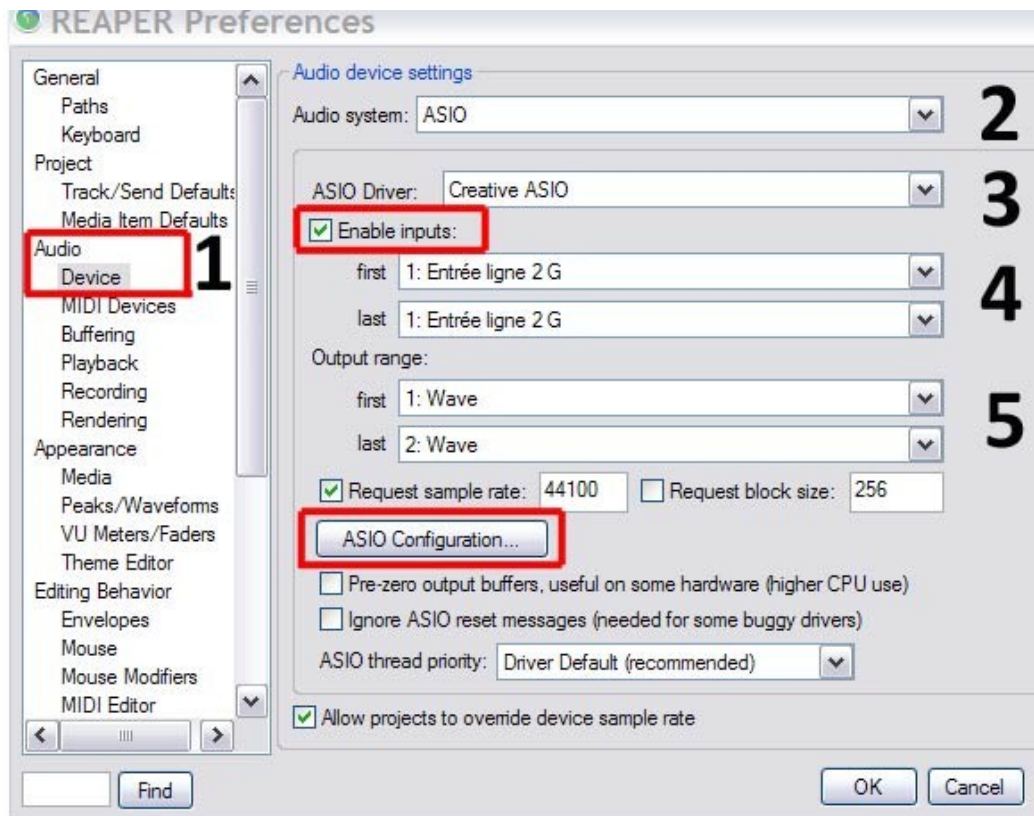 REAPER Preferences
General
Paths
Keyboard
Project
Track/Send Defaults
Media Item Defaults
Audio
Device
MIDI Devices
Buffering
Playback
Recording
Rendering
Appearance
Media
Peaks/Waveforms
VU Meters/Faders
Theme Editor
Editing Behavior
Envelopes
Mouse
Mouse Modifiers
MIDI Editor
Find
1
Audio device settings
Audio system: ASIO
2
ASIO Driver: Creative ASIO
3
Enable inputs:
first 1: Entrée ligne 2 G
last 1: Entrée ligne 2 G
4
Output range:
first 1: Wave
last 2: Wave
5
Request sample rate: 44100 Request block size: 256
ASIO Configuration...
Pre-zero output buffers, useful on some hardware (higher CPU use)
Ignore ASIO reset messages (needed for some buggy drivers)
ASIO thread priority: Driver Default (recommended)
Allow projects to override device sample rate
OK Cancel